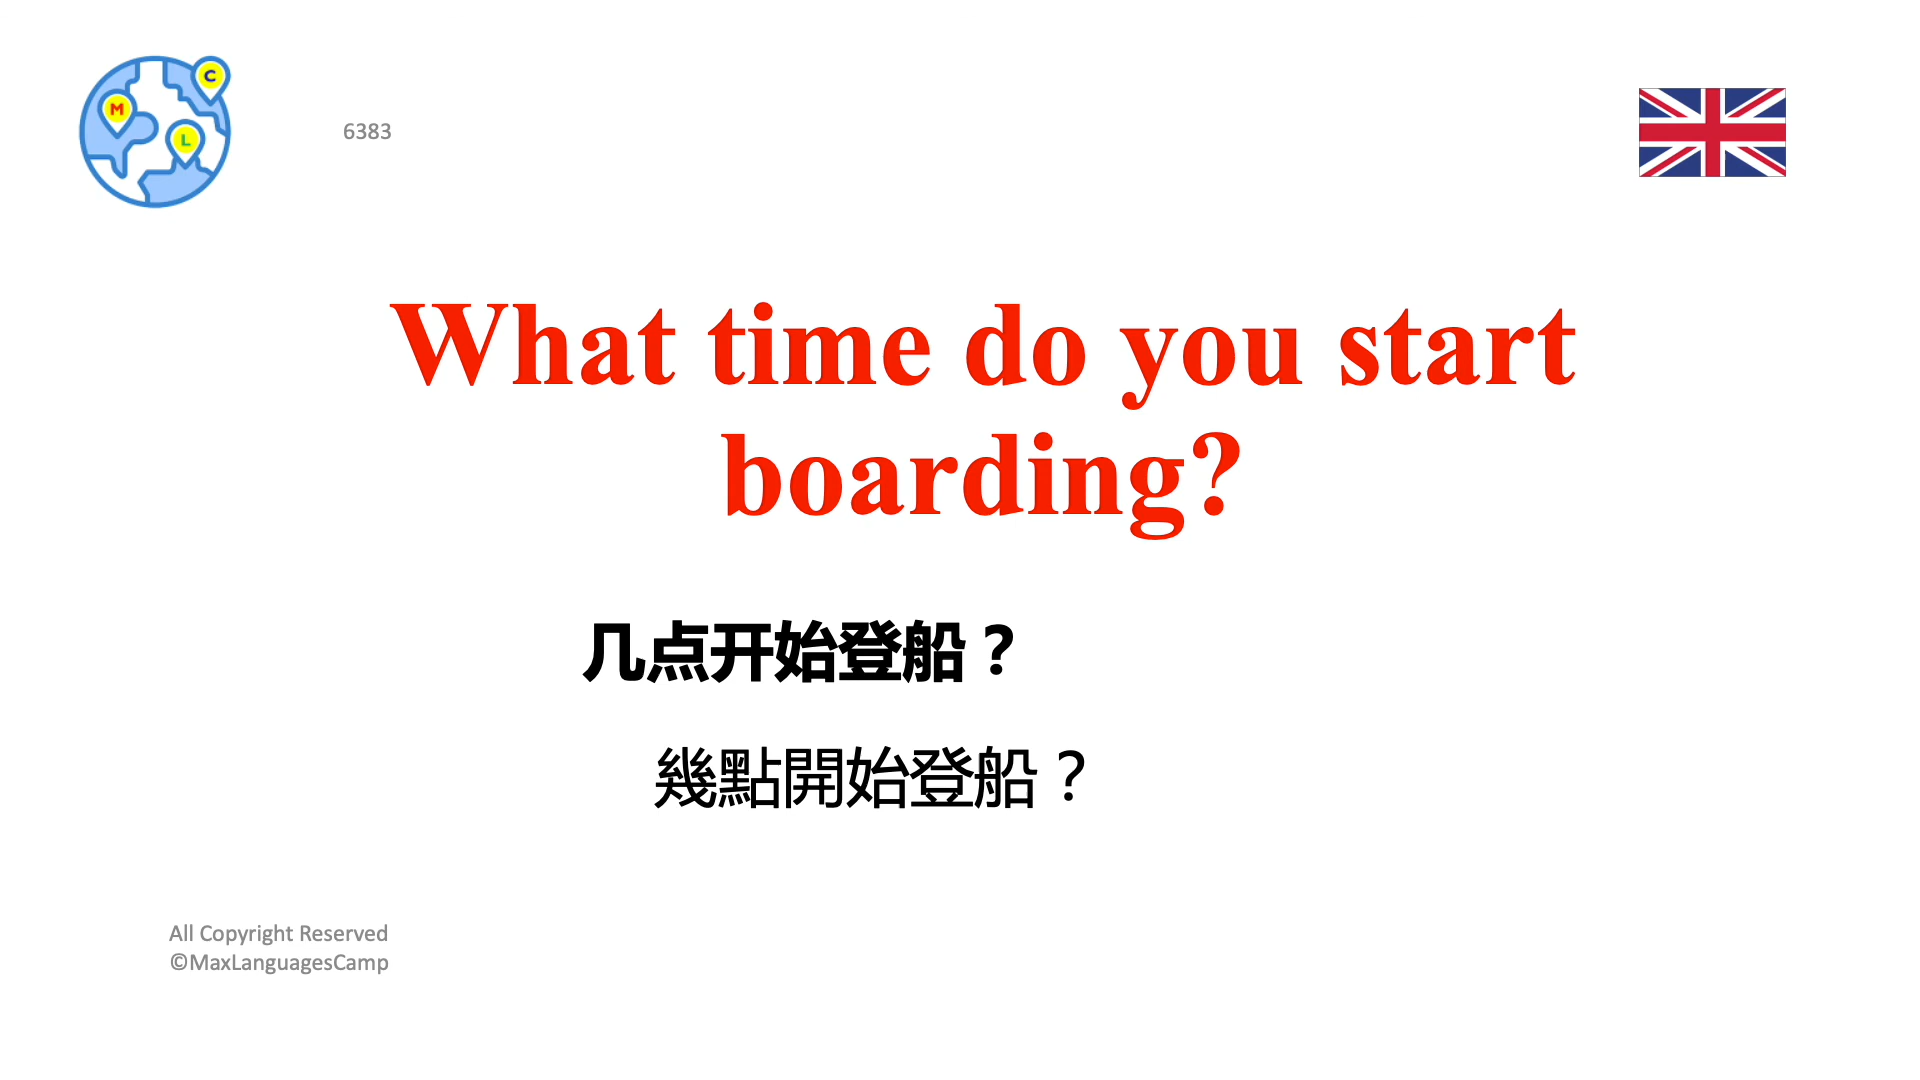 C
M
L
6383
What time do you start
boarding?
几点开始登船？
幾點開始登船？
All Copyright Reserved
©MaxLanguagesCamp